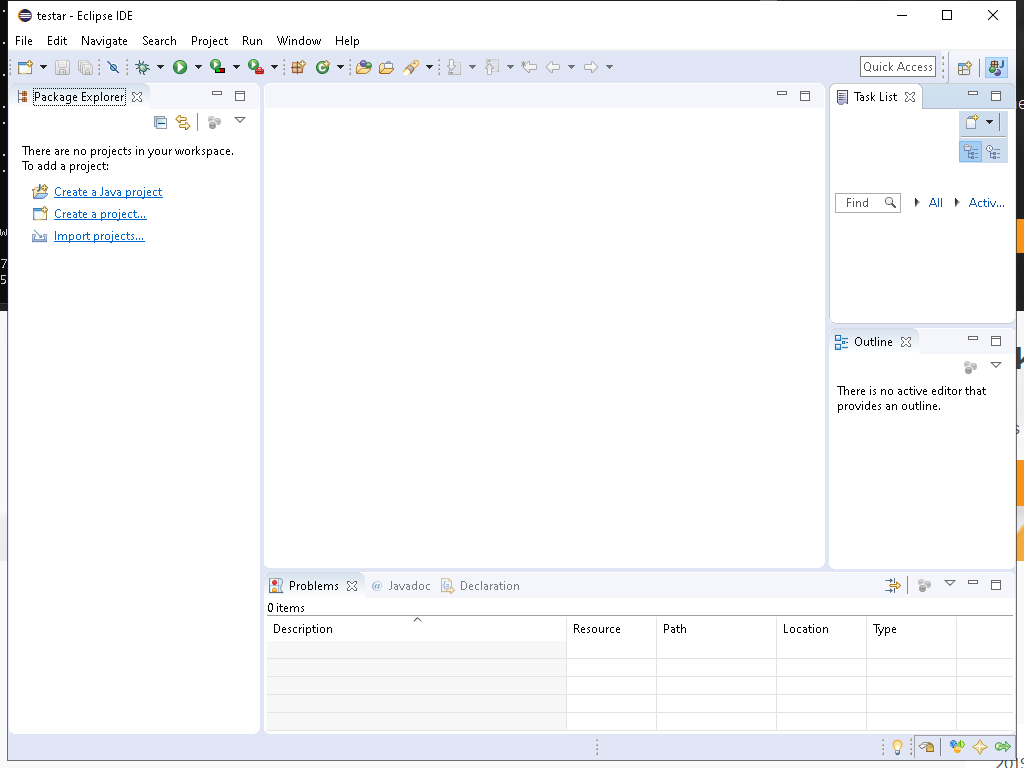 testar - Eclipse IDE
File Edit Navigate Search Project Run Window Help
Quick Access
Package Explorer
There are no projects in your workspace.
To add a project:
Create a Java project
Create a project...
Import projects...
Task List
Find All Activ...
Outline
There is no active editor that
provides an outline.
Problems @ Javadoc Declaration
0 items
Description Resource Path Location Type